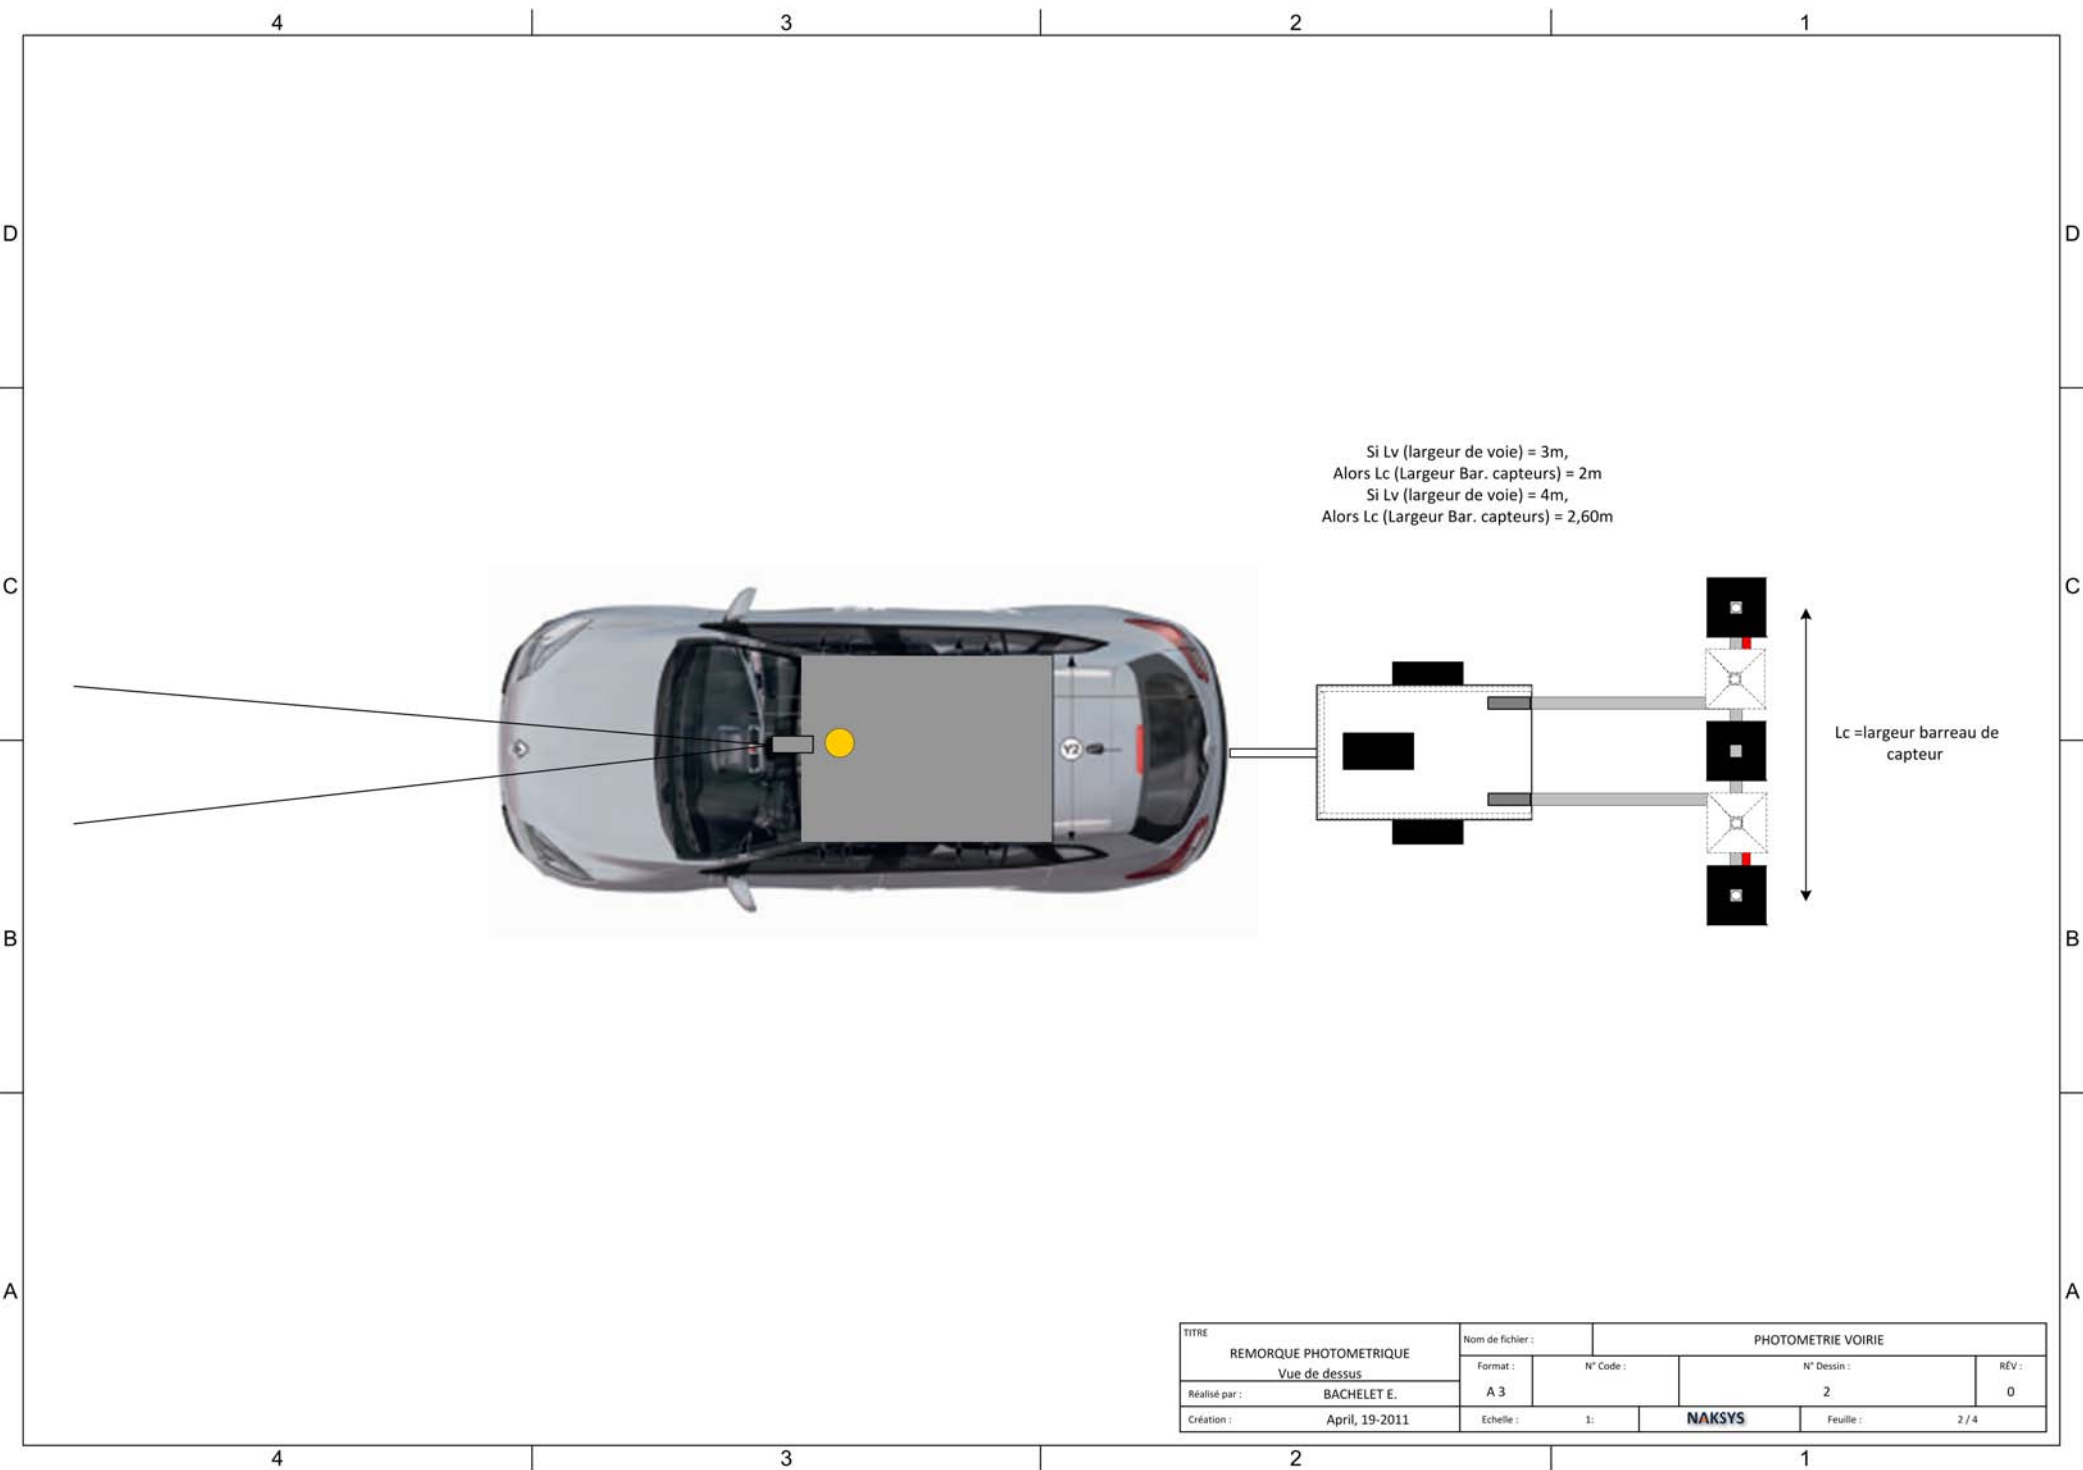 4 3 2 1
D D
Si Lv (largeur de voie) = 3m,
Alors Lc (Largeur Bar. capteurs) = 2m
Si Lv (largeur de voie) = 4m,
Alors Lc (Largeur Bar. capteurs) = 2,60m
C C
Lc =largeur barreau de
capteur
Y2
B B
A A
TITRE
REMORQUE PHOTOMETRIQUE
Vue de dessus
Nom de fichier : PHOTOMETRIE VOIRIE
Format : N° Code : N° Dessin : RÉV :
A 3 2 0
Réalisé par : BACHELET E.
Création : April, 19-2011
Echelle : 1: NAKSYS Feuille : 2 / 4
4 3 2 1